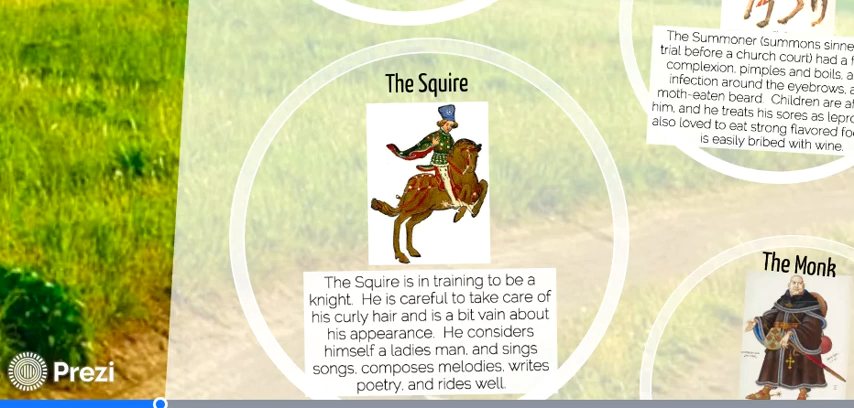 The Squire
The Squire is in training to be a
knight. He is careful to take care of
his curly hair and is a bit vain about
his appearance. He considers
himself a ladies man, and sings
songs, composes melodies, writes
poetry, and rides well.
The Summoner (summons sinne
trial before a church court) had a f
complexion, pimples and boils, a
infection around the eyebrows, a
moth-eaten beard. Children are af
him, and he treats his sores as lepro
also loved to eat strong flavored fo
is easily bribed with wine.
The Monk
Prezi